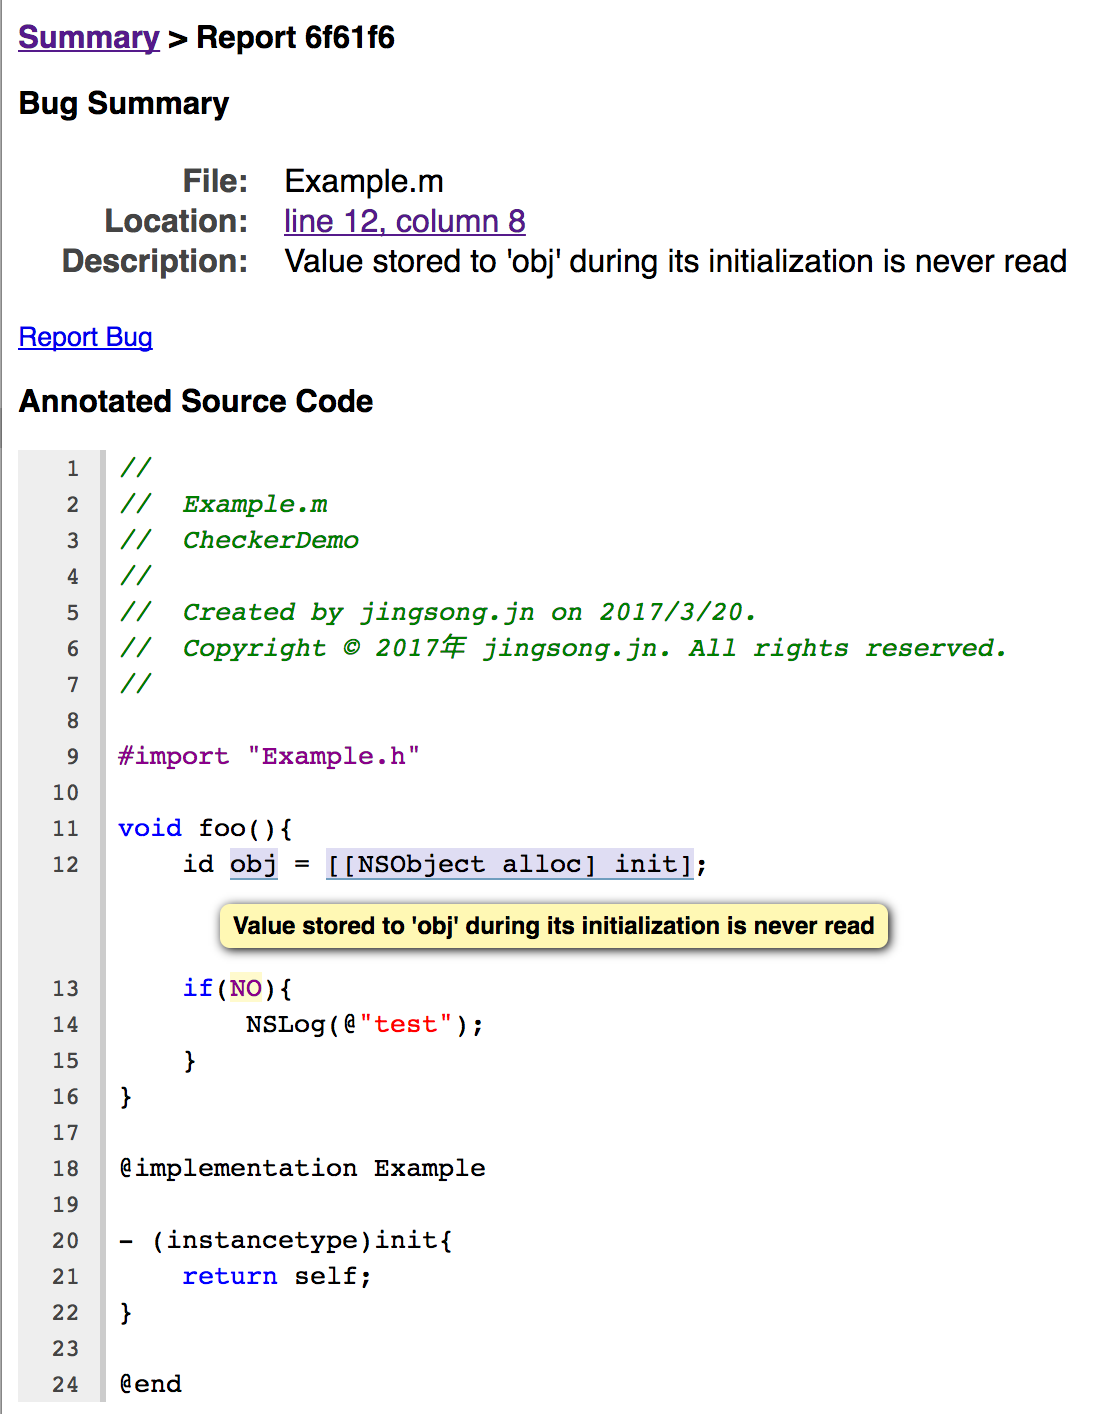 Summary > Report 6f61f6
Bug Summary
File: Example.m
Location: line 12, column 8
Description: Value stored to 'obj' during its initialization is never read
Report Bug
Annotated Source Code
1 //
2 // Example.m
3 // CheckerDemo
4 //
5 // Created by jingsong.jn on 2017/3/20.
6 // Copyright © 2017年 jingsong.jn. All rights reserved.
7 //
8
9 #import "Example.h"
10
11 void foo(){
12 id obj = [[NSObject alloc] init];
Value stored to 'obj' during its initialization is never read
13 if(NO){
14 NSLog(@"test");
15 }
16 }
17
18 @implementation Example
19
20 - (instancetype)init{
21 return self;
22 }
23
24 @end